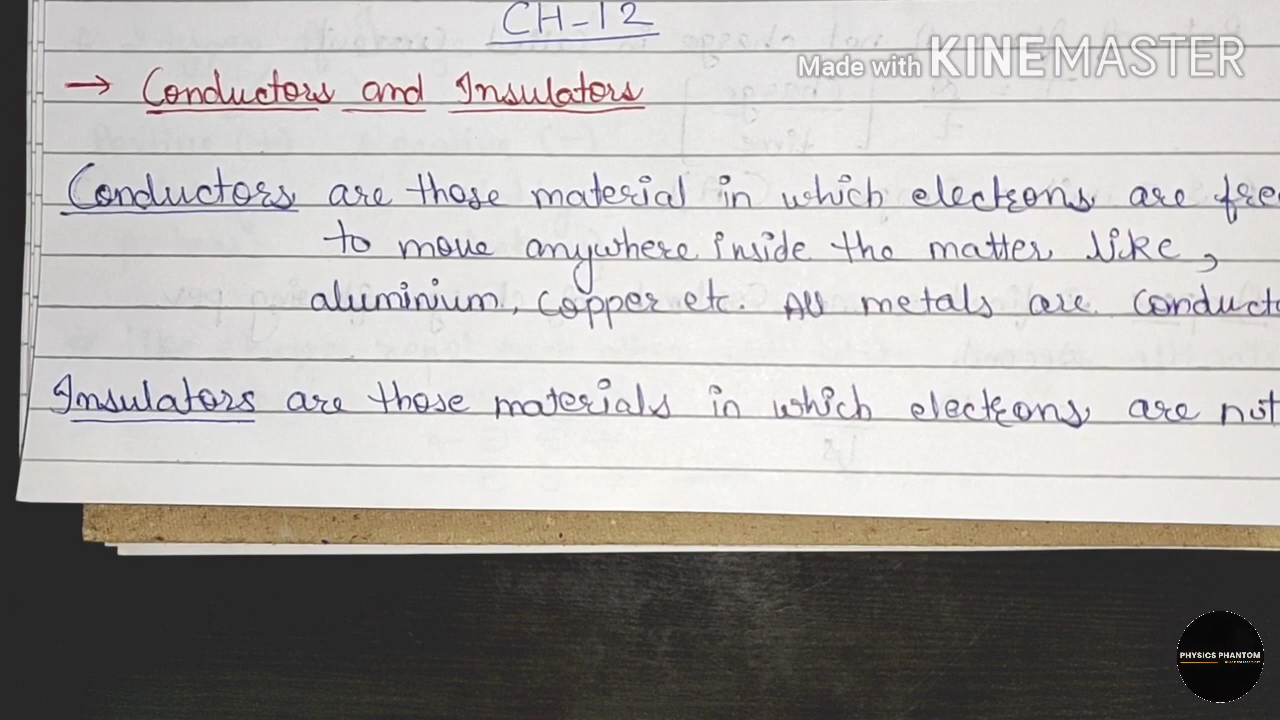 CH-12
Made with KINEMASTER
→ Conductors and Insulators
Conductors are those material in which electrons are fre
to move anywhere inside the matter like,
aluminium, Copper etc. All metals are conduct
Insulators are those materials in which electrons are not
PHYSICS PHANTOM